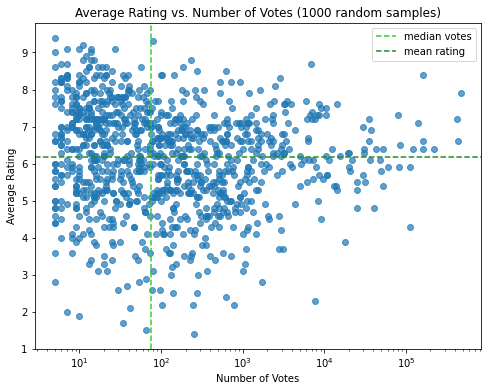 Average Rating vs. Number of Votes (1000 random samples)
median votes
mean rating
Average Rating
9
8
7
6
5
4
3
2
1
10¹
10²
10³
10⁴
10⁵
Number of Votes